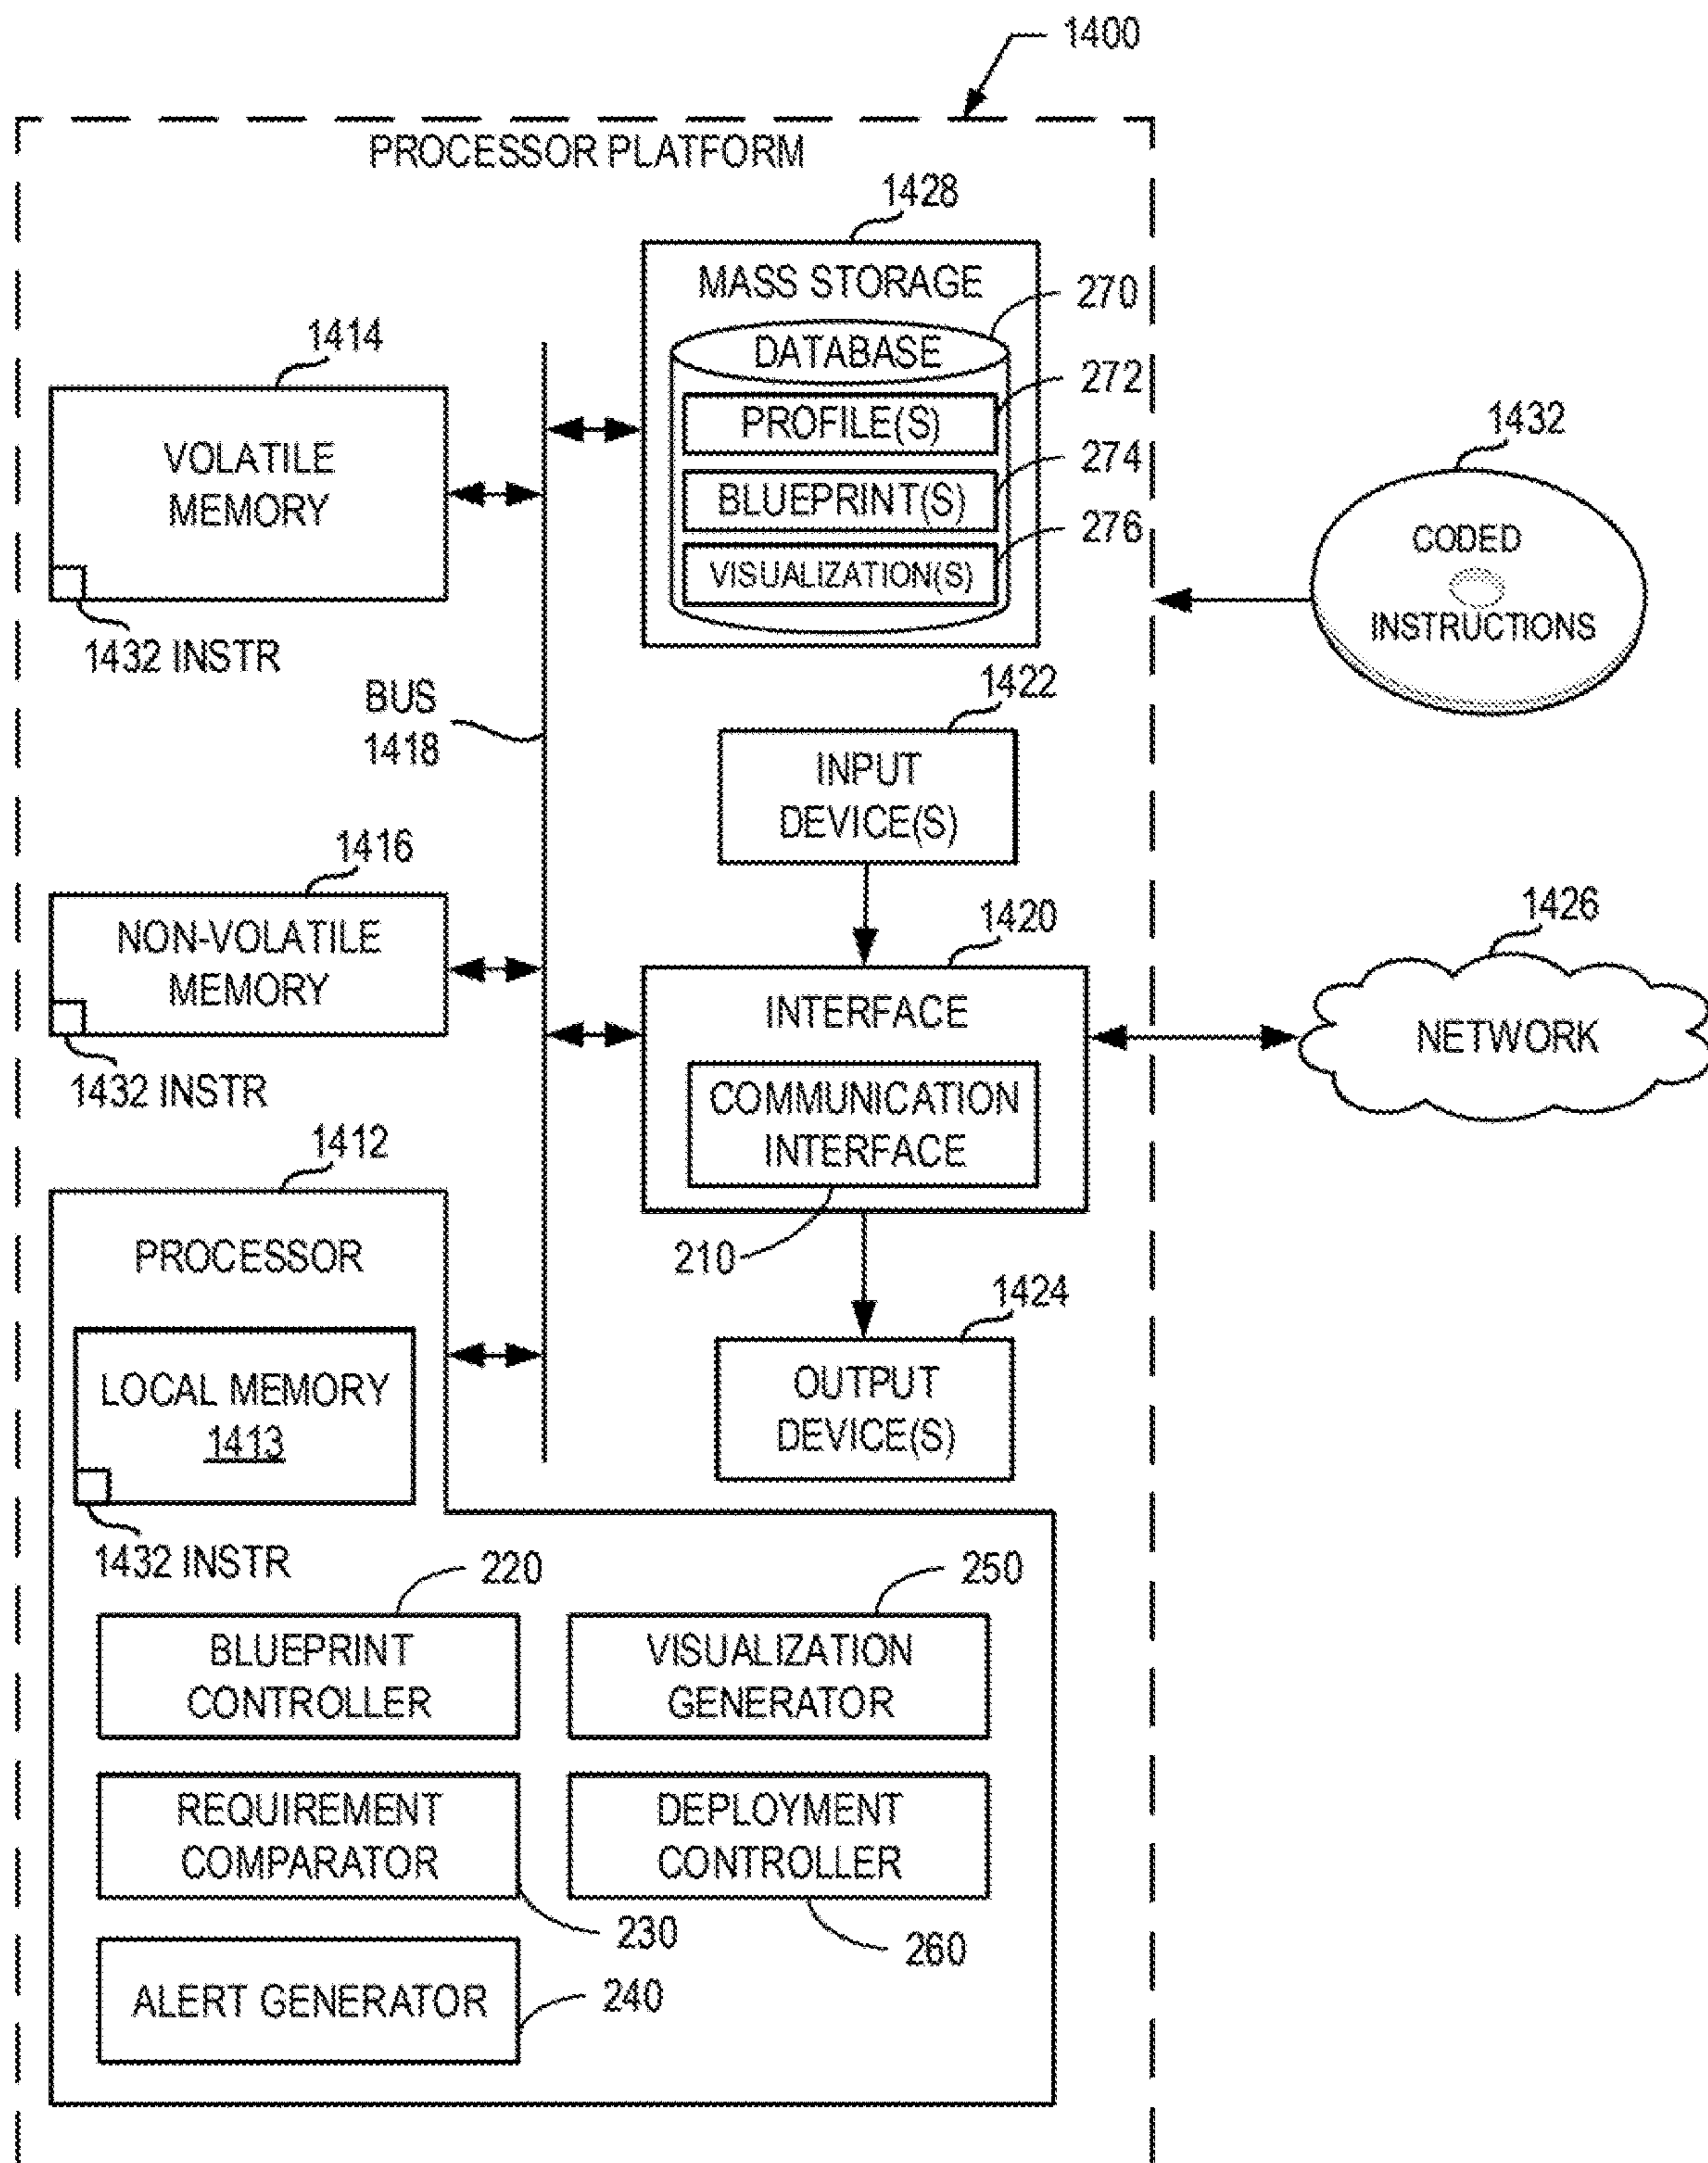 1400
PROCESSOR PLATFORM
1428
MASS STORAGE
270
DATABASE
272
PROFILE(S)
274
BLUEPRINT(S)
276
VISUALIZATION(S)
1414
VOLATILE
MEMORY
1432 INSTR
1432
CODED
INSTRUCTIONS
BUS
1418
1422
INPUT
DEVICE(S)
1416
NON-VOLATILE
MEMORY
1432 INSTR
1420
INTERFACE
COMMUNICATION
INTERFACE
210
1426
NETWORK
1412
PROCESSOR
LOCAL MEMORY
1413
1432 INSTR
1424
OUTPUT
DEVICE(S)
220
BLUEPRINT
CONTROLLER
250
VISUALIZATION
GENERATOR
REQUIREMENT
COMPARATOR
230
DEPLOYMENT
CONTROLLER
260
ALERT GENERATOR
240